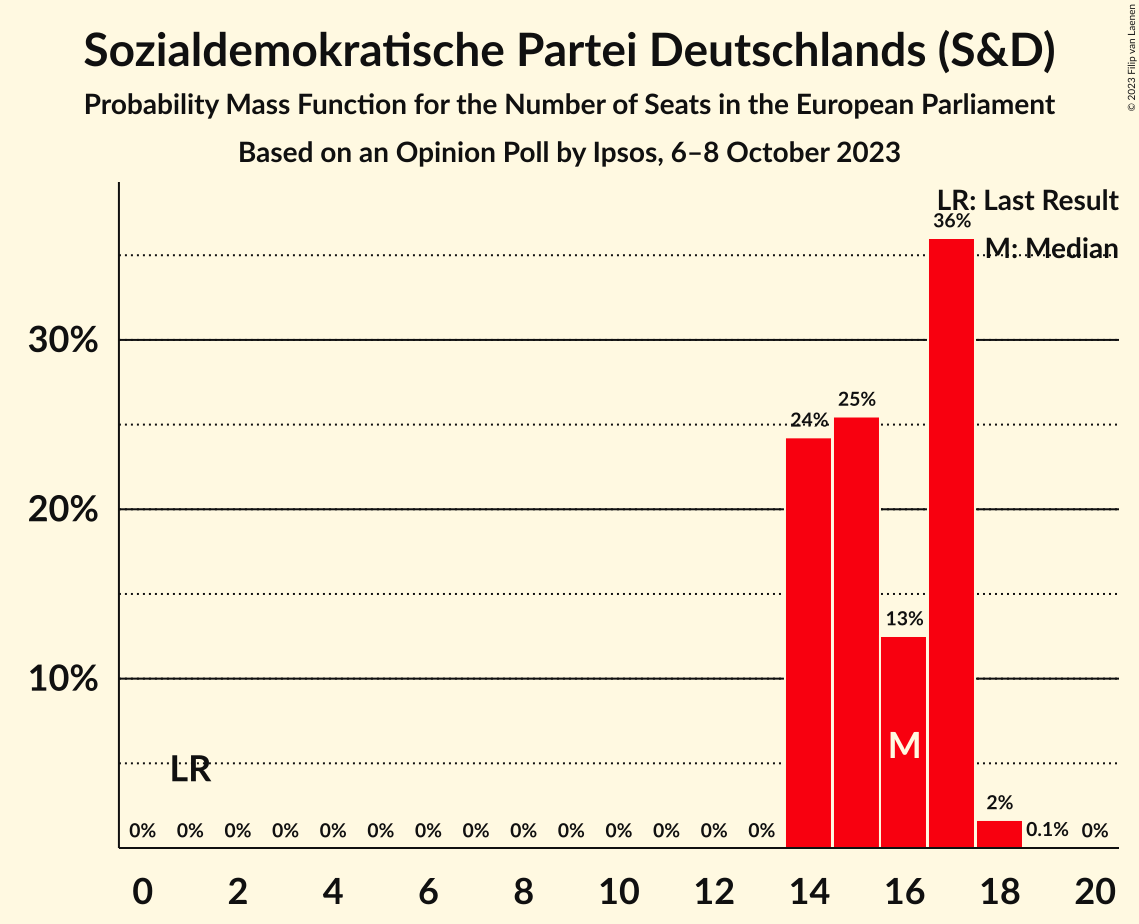 Sozialdemokratische Partei Deutschlands (S&D)
Probability Mass Function for the Number of Seats in the European Parliament
Based on an Opinion Poll by Ipsos, 6–8 October 2023
© 2023 Filip van Laenen
LR: Last Result
M: Median
36%
30%
25%
24%
20%
13%
10%
M
LR
2%
0% 0% 0% 0% 0% 0% 0% 0% 0% 0% 0% 0% 0% 0% 0.1% 0%
0 2 4 6 8 10 12 14 16 18 20